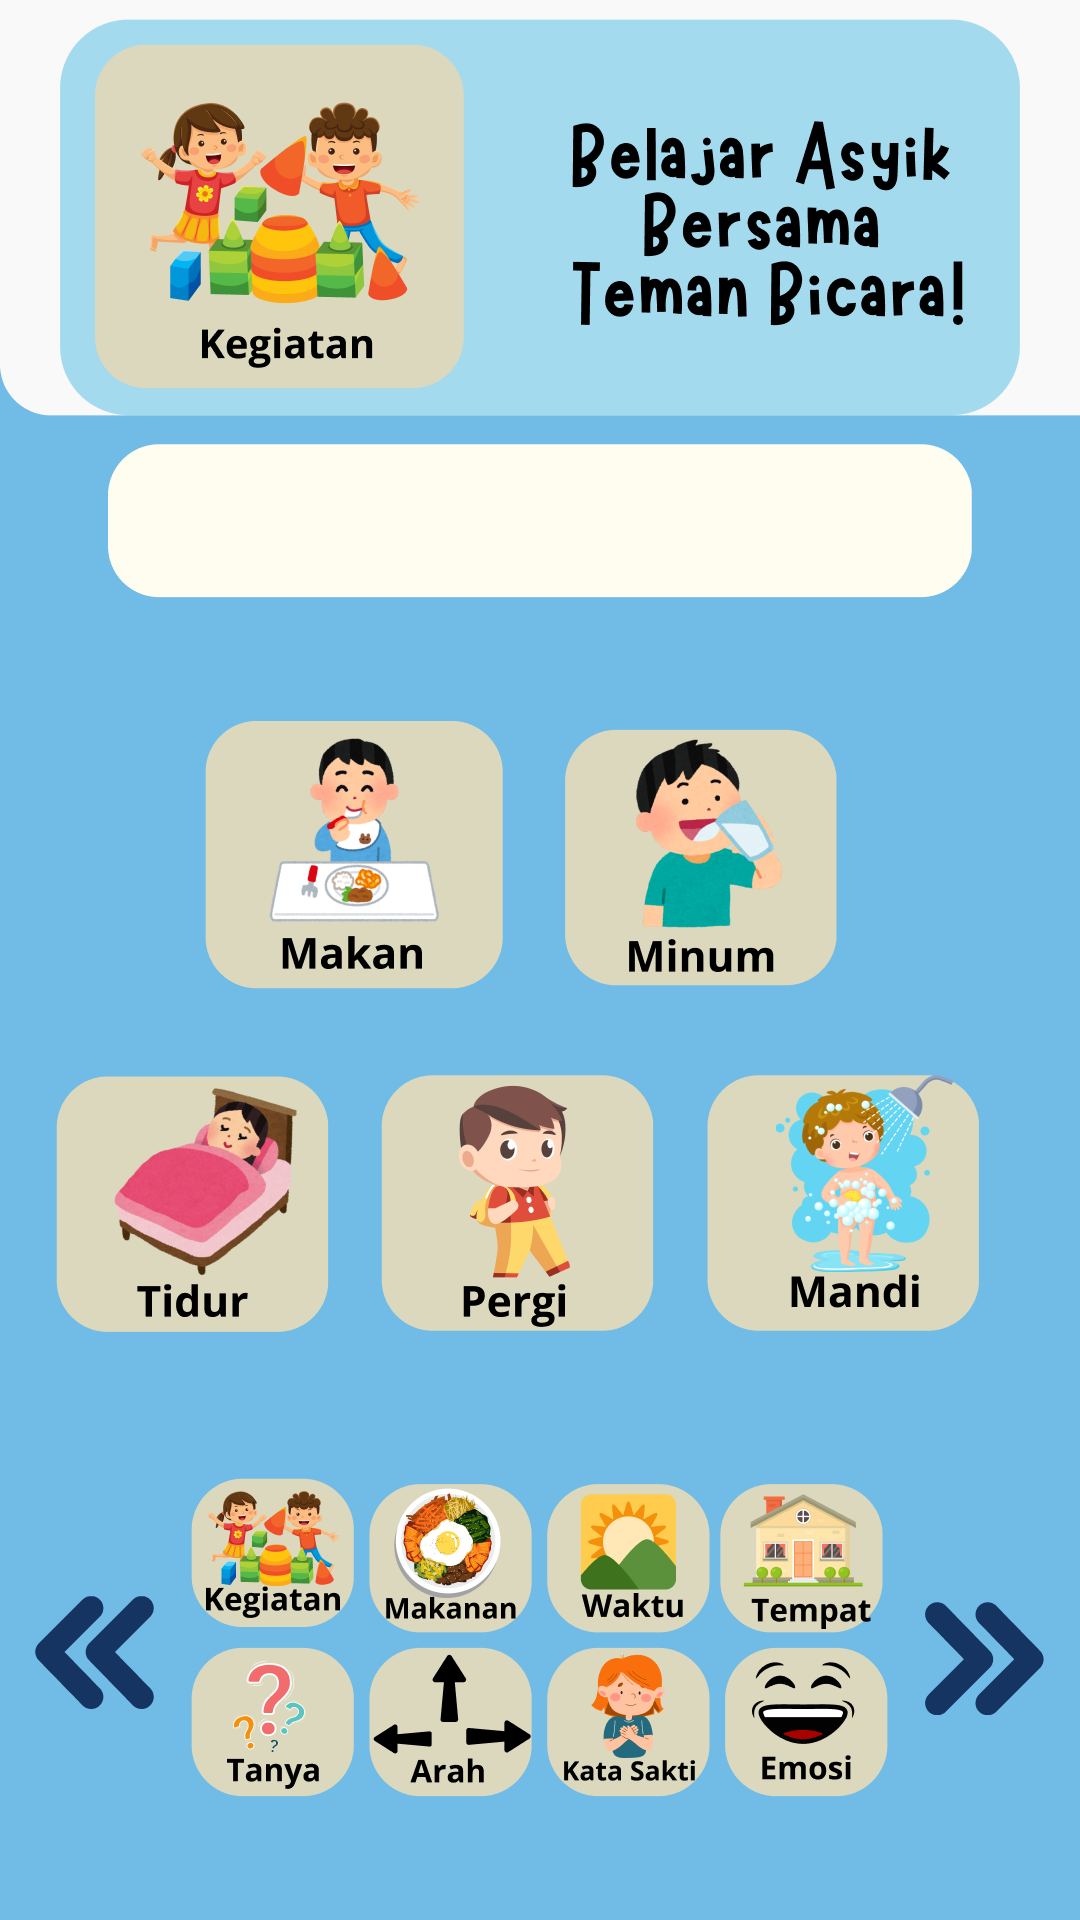 Kegiatan
Belajar Asyik
Bersama
Teman Bicara!
Makan
Minum
Tidur
Pergi
Mandi
Kegiatan
Makanan
Waktu
Tempat
Tanya
Arah
Kata Sakti
Emosi